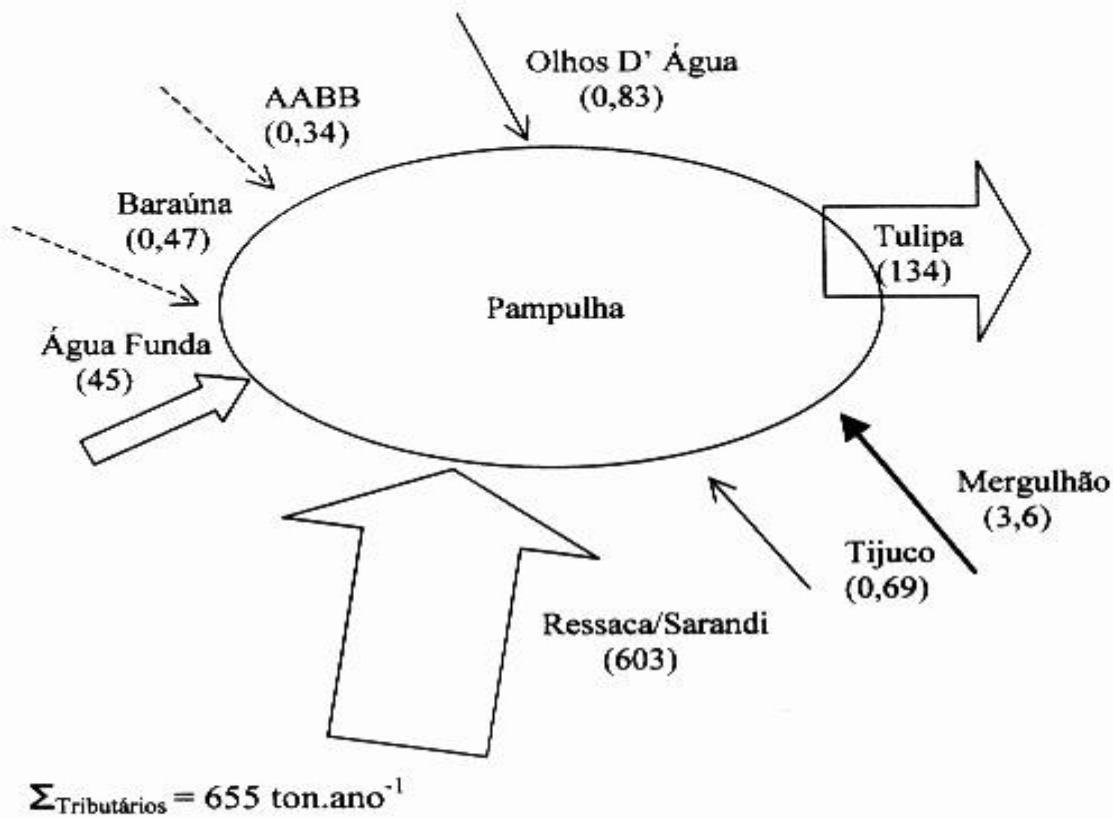 Olhos D' Água
(0,83)
AABB
(0,34)
Baraúna
(0,47)
Tulipa
(134)
Pampulha
Água Funda
(45)
Mergulhão
(3,6)
Tijuco
(0,69)
Ressaca/Sarandi
(603)
ΣTributários = 655 ton.ano⁻¹